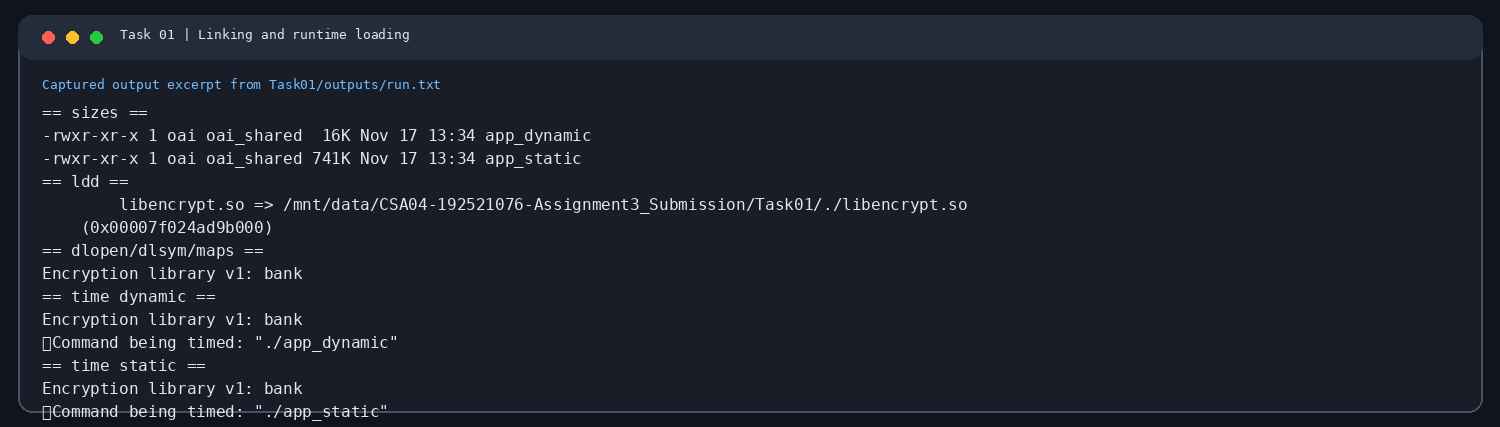 Task 01 | Linking and runtime loading
Captured output excerpt from Task01/outputs/run.txt
== sizes ==
-rwxr-xr-x 1 oai oai_shared  16K Nov 17 13:34 app_dynamic
-rwxr-xr-x 1 oai oai_shared 741K Nov 17 13:34 app_static
== ldd ==
        libencrypt.so => /mnt/data/CSA04-192521076-Assignment3_Submission/Task01/./libencrypt.so
    (0x00007f024ad9b000)
== dlopen/dlsym/maps ==
Encryption library v1: bank
== time dynamic ==
Encryption library v1: bank
Command being timed: "./app_dynamic"
== time static ==
Encryption library v1: bank
Command being timed: "./app_static"